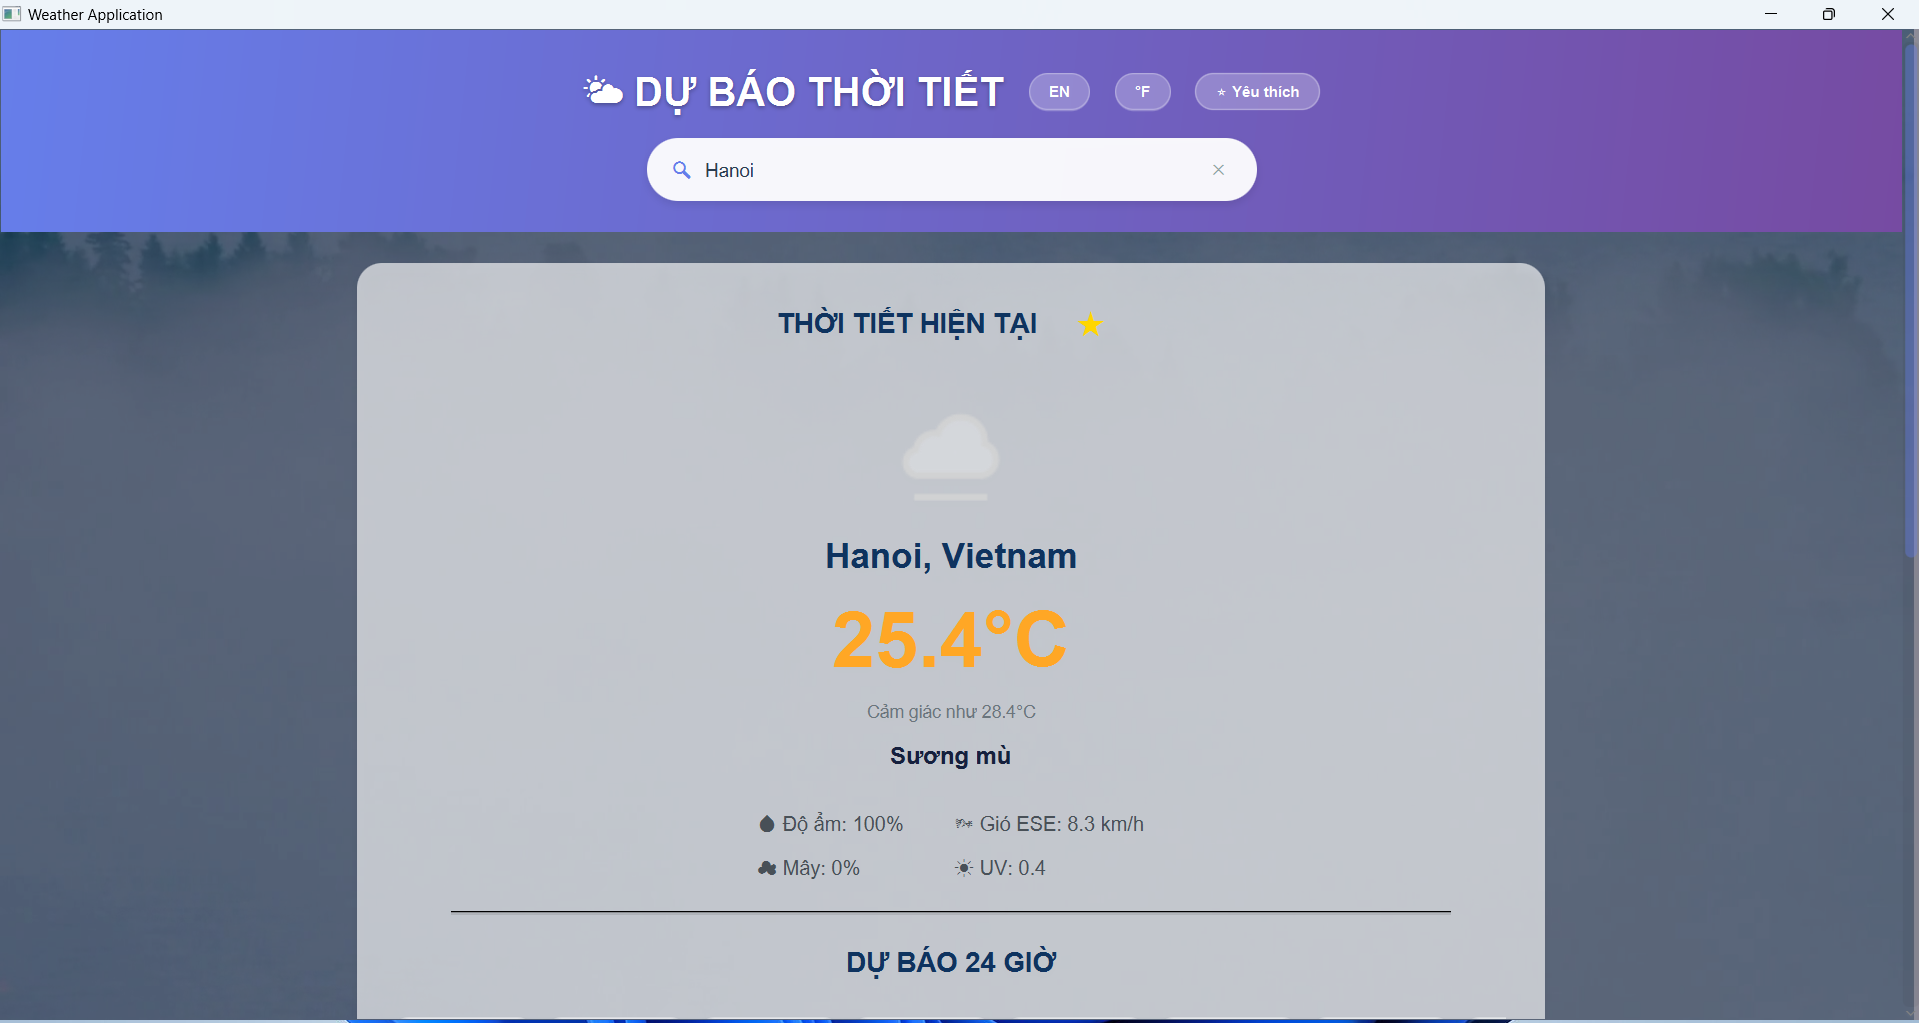 Weather Application
DỰ BÁO THỜI TIẾT
EN
°F
★ Yêu thích
Hanoi
THỜI TIẾT HIỆN TẠI
Hanoi, Vietnam
25.4°C
Cảm giác như 28.4°C
Sương mù
Độ ẩm: 100%
Gió ESE: 8.3 km/h
Mây: 0%
UV: 0.4
DỰ BÁO 24 GIỜ